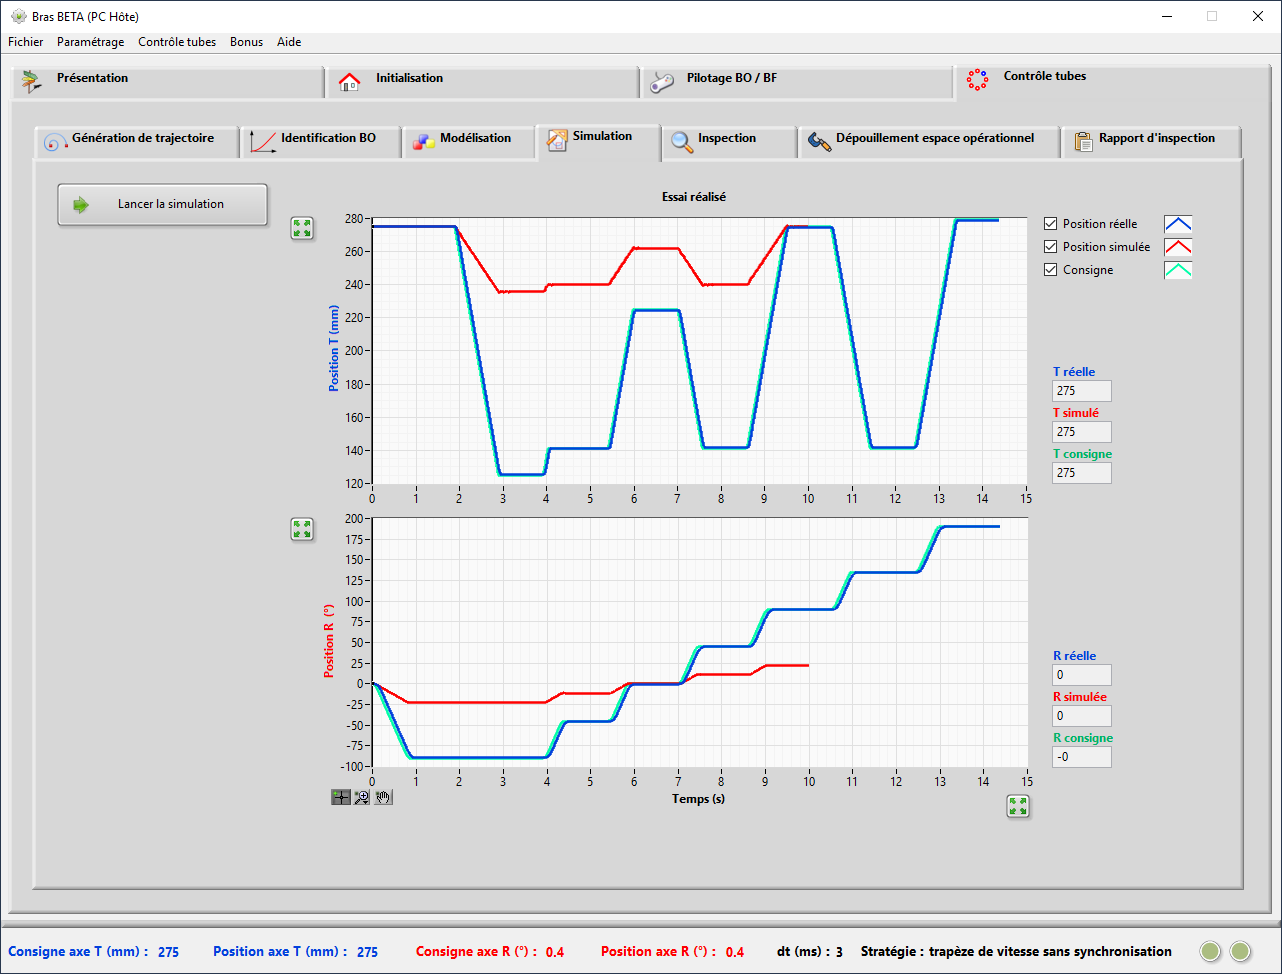 Bras BETA (PC Hôte)
Fichier Paramétrage Contrôle tubes Bonus Aide
Présentation Initialisation Pilotage BO / BF Contrôle tubes
Génération de trajectoire Identification BO Modélisation Simulation Inspection Dépouillement espace opérationnel Rapport d'inspection
Lancer la simulation
Essai réalisé
Position T (mm)
280
260
240
220
200
180
160
140
120
0 1 2 3 4 5 6 7 8 9 10 11 12 13 14 15
Position réelle
Position simulée
Consigne
T réelle
275
T simulé
275
T consigne
275
Position R (°)
200
175
150
125
100
75
50
25
0
-25
-50
-75
-100
0 1 2 3 4 5 6 7 8 9 10 11 12 13 14 15
Temps (s)
R réelle
0
R simulée
0
R consigne
-0
Consigne axe T (mm) : 275 Position axe T (mm) : 275 Consigne axe R (°) : 0.4 Position axe R (°) : 0.4 dt (ms) : 3 Stratégie : trapèze de vitesse sans synchronisation